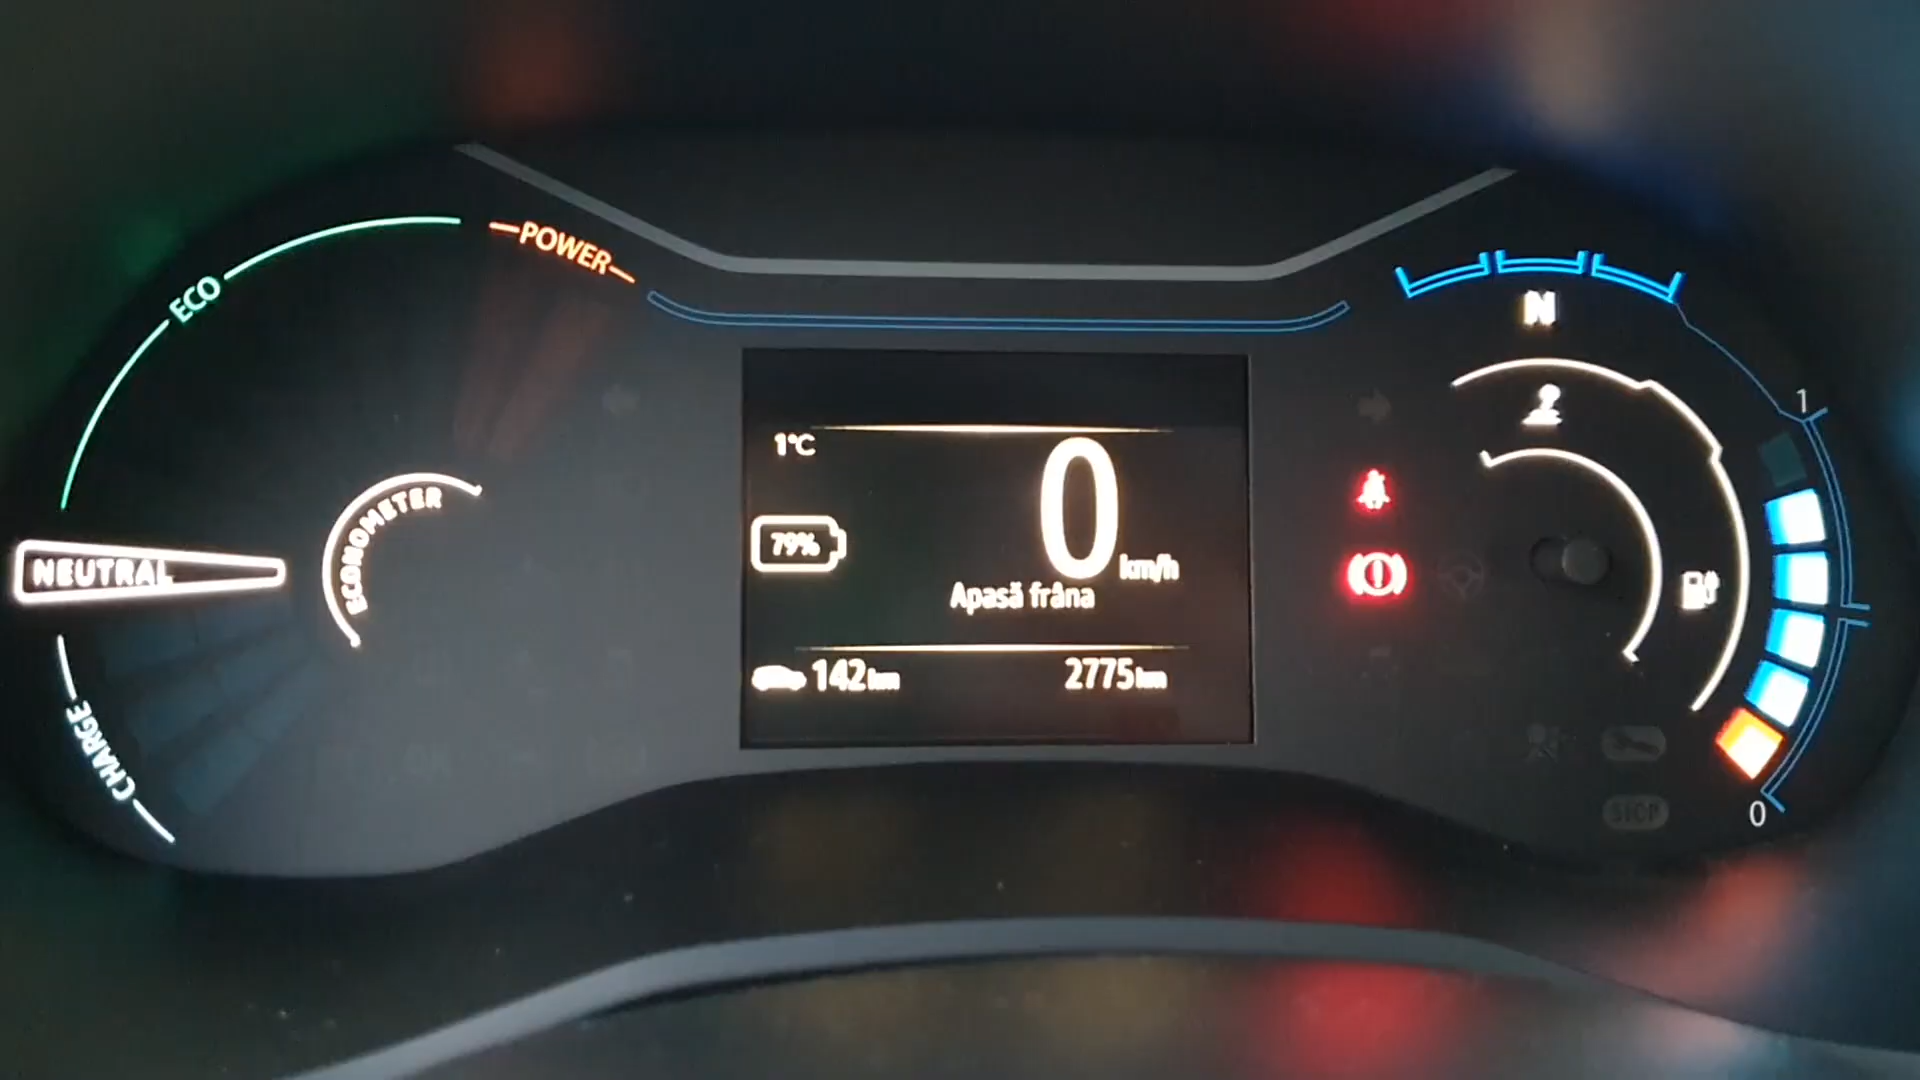 POWER
ECO
N
1
1°C
0
ECONOMETER
79%
km/h
NEUTRAL
Apasă frâna
142 km
2775 km
CHARGE
STOP
0